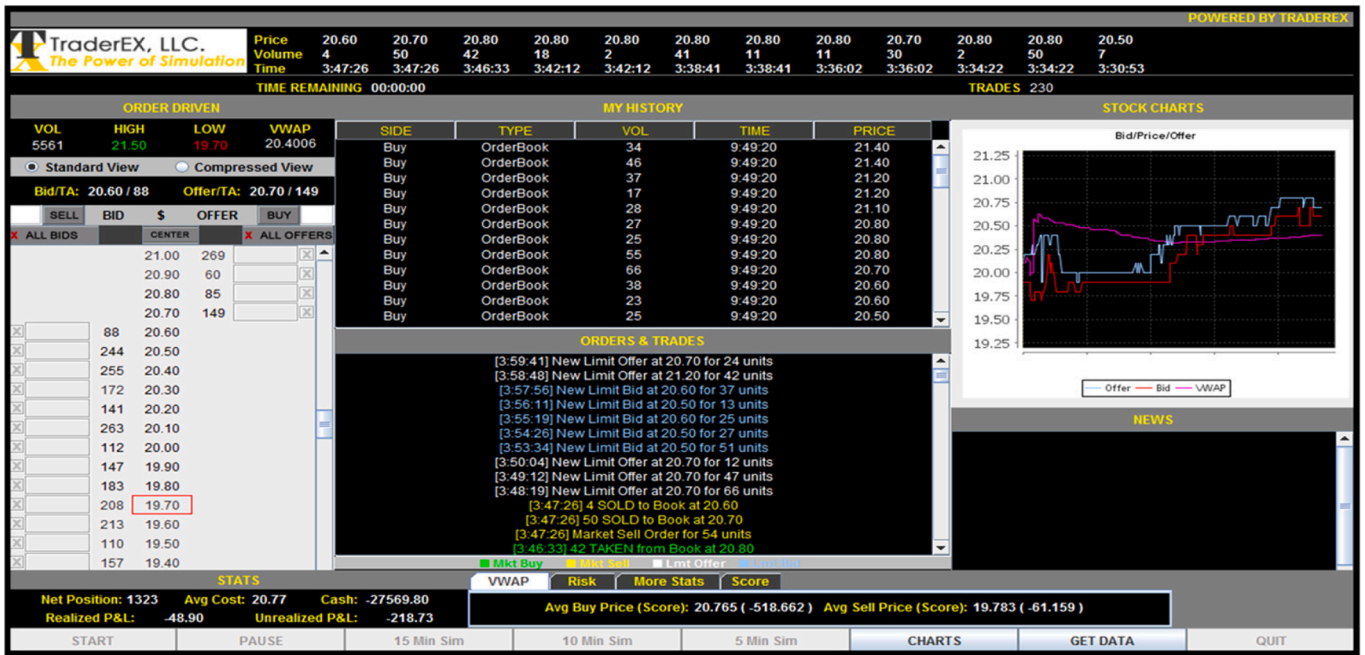 POWERED BY TRADEREX
TraderEX, LLC.
The Power of Simulation
Price 20.60 20.70 20.80 20.80 20.80 20.80 20.80 20.80 20.70 20.80 20.80 20.50
Volume 4 50 42 18 2 41 11 11 30 2 50 7
Time 3:47:26 3:47:26 3:46:33 3:42:12 3:42:12 3:38:41 3:38:41 3:36:02 3:36:02 3:34:22 3:34:22 3:30:53
TIME REMAINING 00:00:00 TRADES 230
ORDER DRIVEN
VOL HIGH LOW VWAP
5561 21.50 19.70 20.4006
Standard View Compressed View
Bid/TA: 20.60 / 88 Offer/TA: 20.70 / 149
SELL BID $ OFFER BUY
X ALL BIDS CENTER X ALL OFFERS
21.00 269 X
20.90 60 X
20.80 85 X
20.70 149 X
X 88 20.60
X 244 20.50
X 255 20.40
X 172 20.30
X 141 20.20
X 263 20.10
X 112 20.00
X 147 19.90
X 183 19.80
X 208 19.70
X 213 19.60
X 110 19.50
X 157 19.40
MY HISTORY
SIDE TYPE VOL TIME PRICE
Buy OrderBook 34 9:49:20 21.40
Buy OrderBook 46 9:49:20 21.40
Buy OrderBook 37 9:49:20 21.20
Buy OrderBook 17 9:49:20 21.20
Buy OrderBook 28 9:49:20 21.10
Buy OrderBook 27 9:49:20 20.80
Buy OrderBook 25 9:49:20 20.80
Buy OrderBook 55 9:49:20 20.80
Buy OrderBook 66 9:49:20 20.70
Buy OrderBook 38 9:49:20 20.60
Buy OrderBook 23 9:49:20 20.60
Buy OrderBook 25 9:49:20 20.50
ORDERS & TRADES
[3:59:41] New Limit Offer at 20.70 for 24 units
[3:58:48] New Limit Offer at 21.20 for 42 units
[3:57:56] New Limit Bid at 20.60 for 37 units
[3:56:11] New Limit Bid at 20.50 for 13 units
[3:55:19] New Limit Bid at 20.60 for 25 units
[3:54:26] New Limit Bid at 20.50 for 27 units
[3:53:34] New Limit Bid at 20.50 for 51 units
[3:50:04] New Limit Offer at 20.70 for 12 units
[3:49:12] New Limit Offer at 20.70 for 47 units
[3:48:19] New Limit Offer at 20.70 for 66 units
[3:47:26] 4 SOLD to Book at 20.60
[3:47:26] 50 SOLD to Book at 20.70
[3:47:26] Market Sell Order for 54 units
[3:46:33] 42 TAKEN from Book at 20.80
Mkt Buy Mkt Sell Lmt Offer Lmt Bid
STOCK CHARTS
Bid/Price/Offer
21.25
21.00
20.75
20.50
20.25
20.00
19.75
19.50
19.25
Offer Bid VWAP
NEWS
STATS
Net Position: 1323 Avg Cost: 20.77 Cash: -27569.80
Realized P&L: -48.90 Unrealized P&L: -218.73
VWAP Risk More Stats Score
Avg Buy Price (Score): 20.765 ( -518.662 ) Avg Sell Price (Score): 19.783 ( -61.159 )
START PAUSE 15 Min Sim 10 Min Sim 5 Min Sim CHARTS GET DATA QUIT